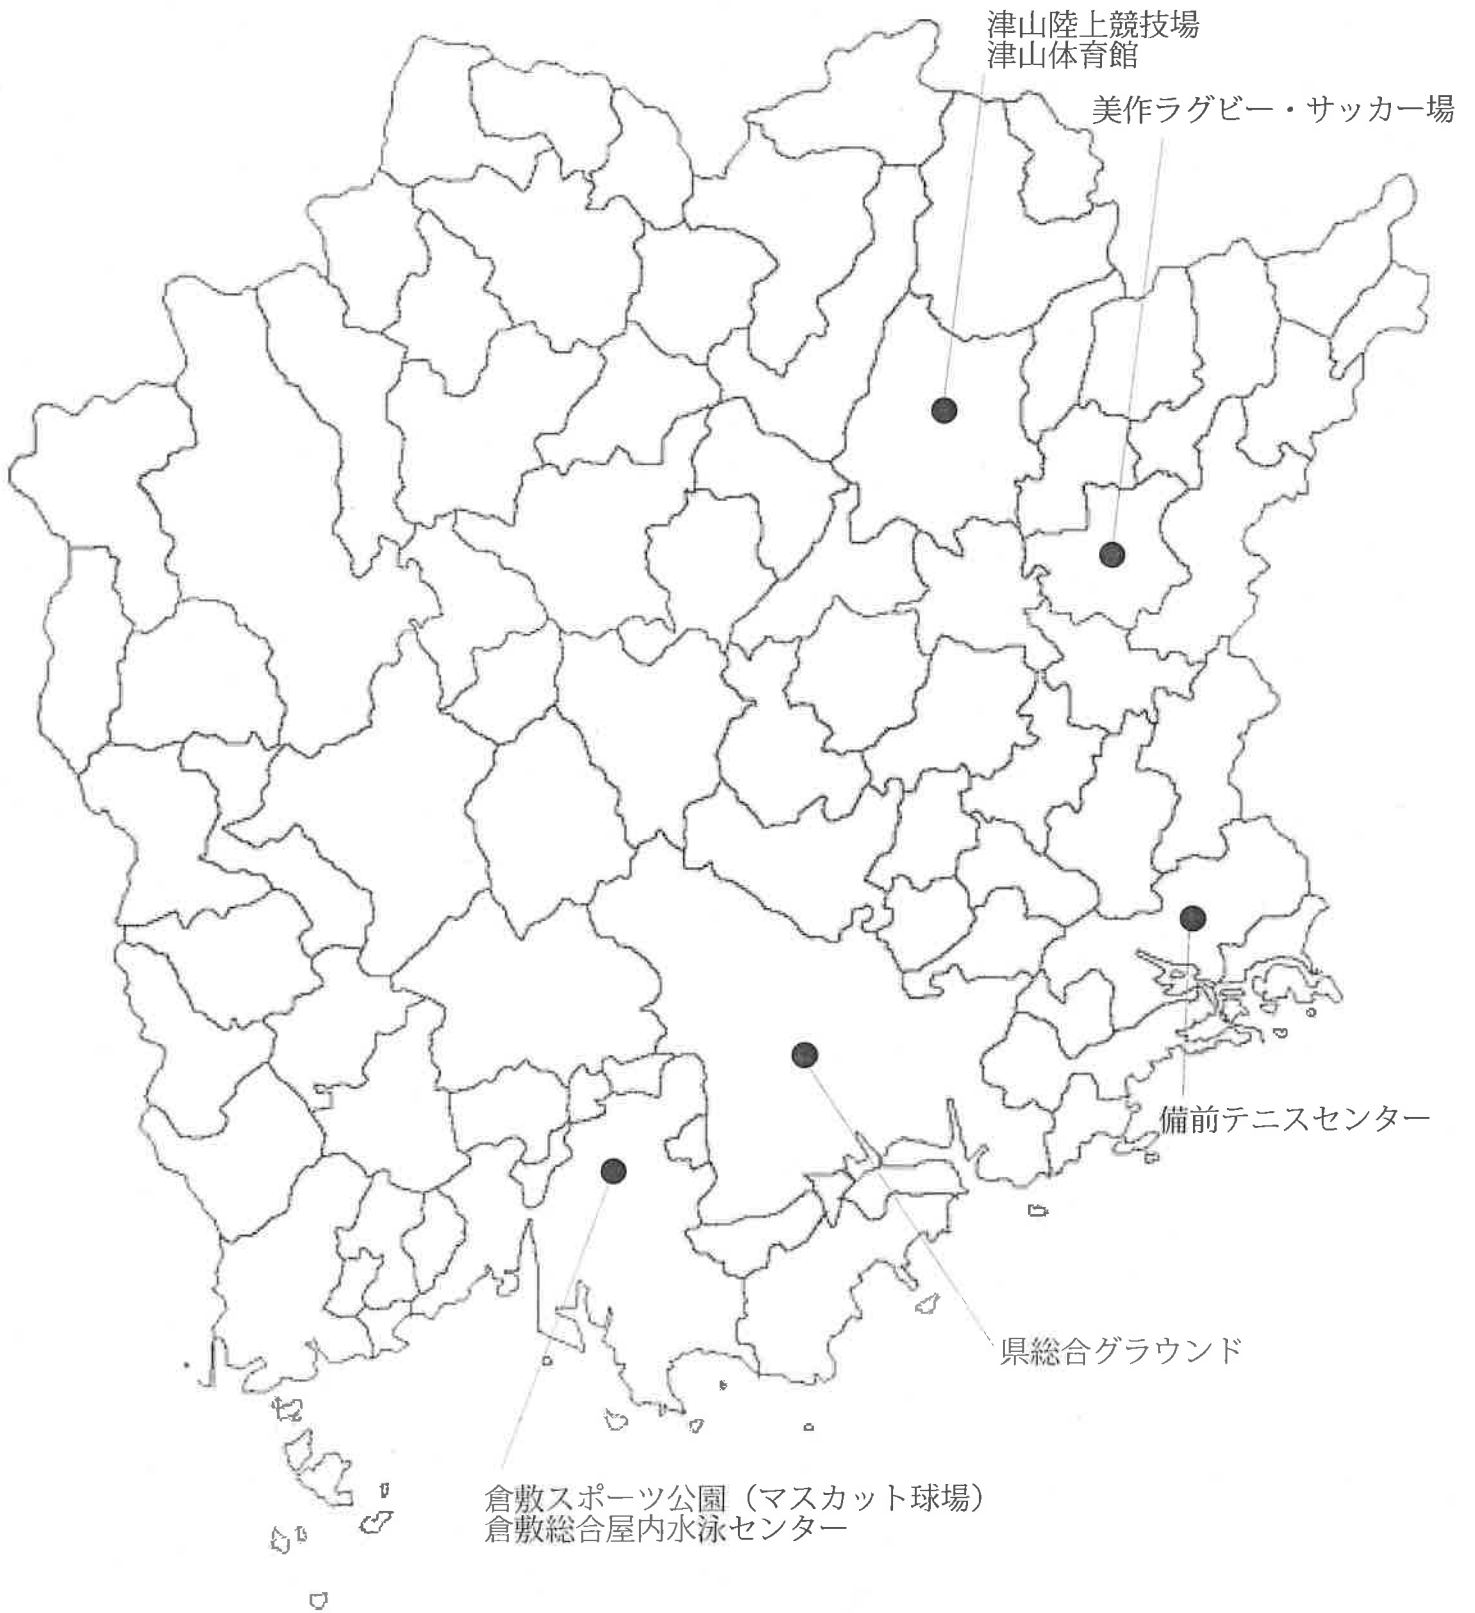 津山陸上競技場
津山体育館
美作ラグビー・サッカー場
備前テニスセンター
県総合グラウンド
倉敷スポーツ公園（マスカット球場）
倉敷総合屋内水泳センター